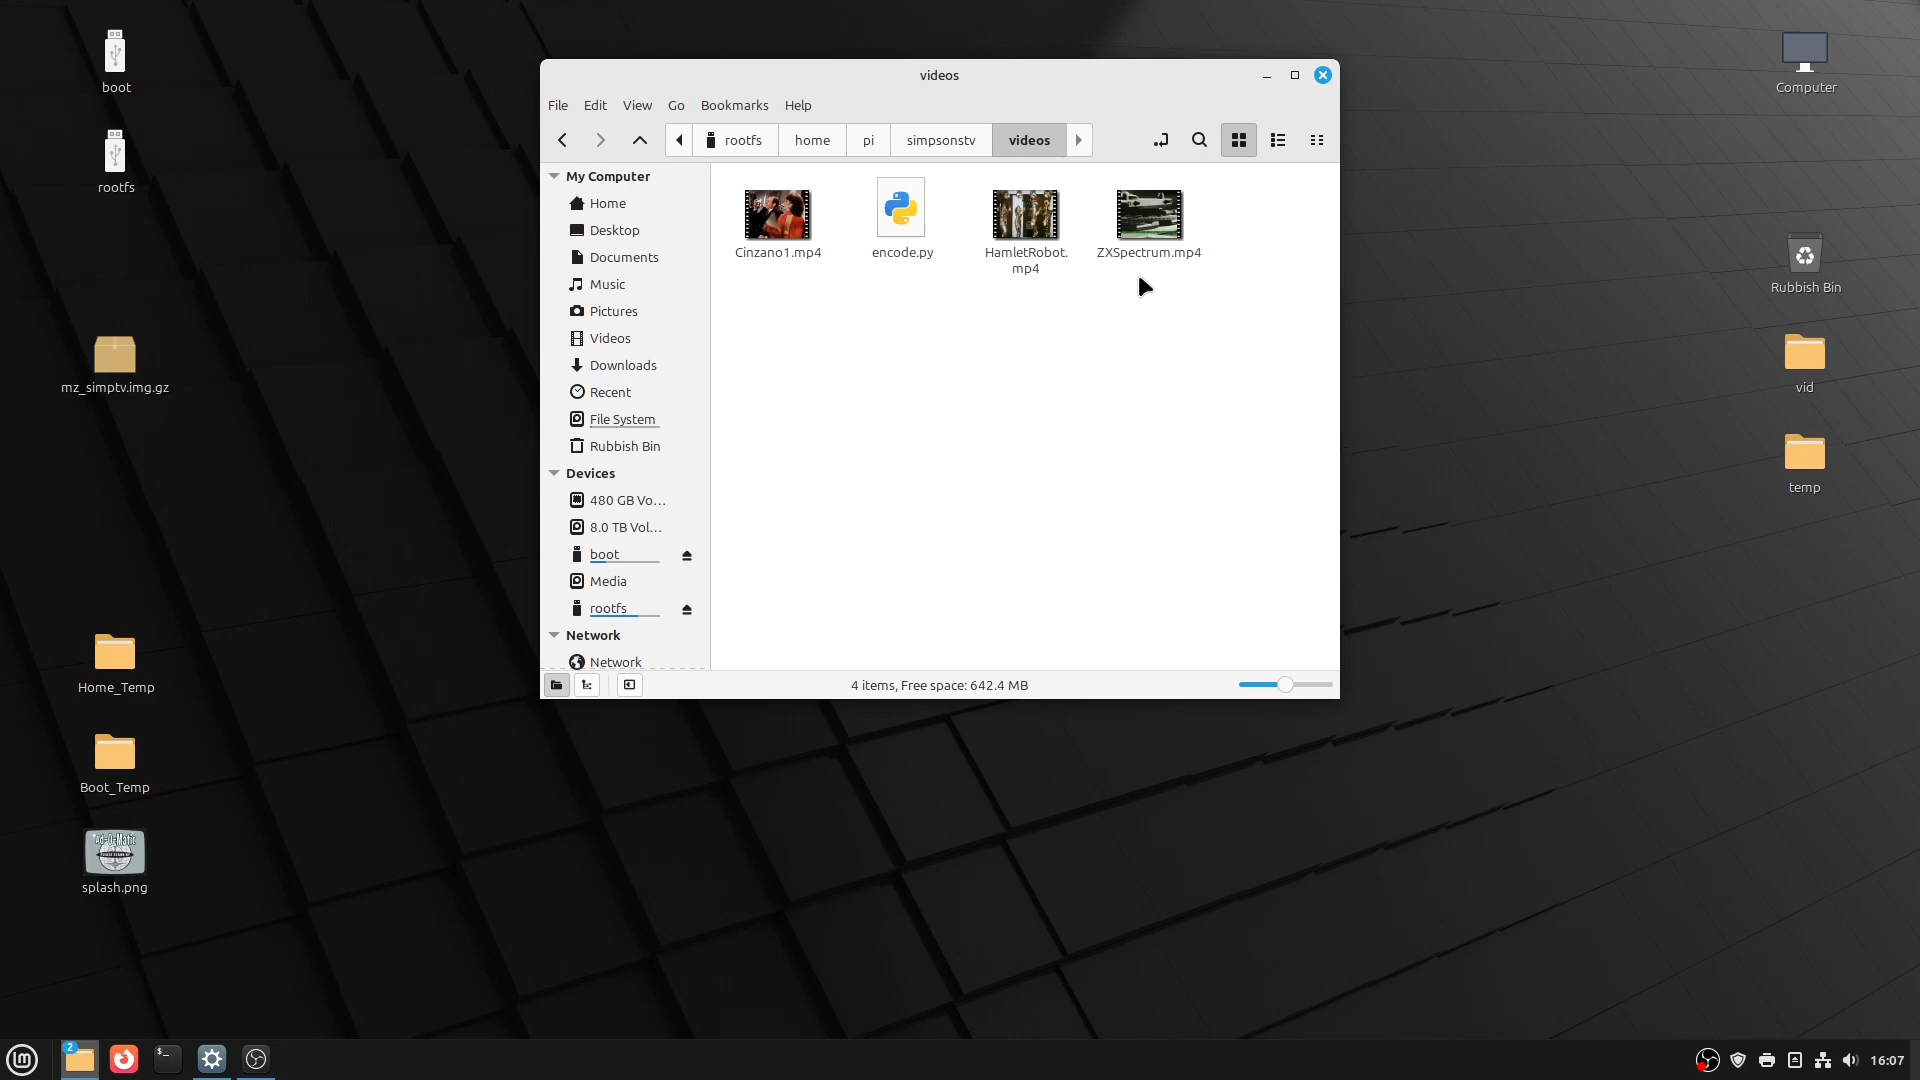 boot
rootfs
mz_simptv.img.gz
Home_Temp
Boot_Temp
Ad-O-Matic
splash.png
videos
File Edit View Go Bookmarks Help
rootfs home pi simpsonstv videos
My Computer
Home
Desktop
Documents
Music
Pictures
Videos
Downloads
Recent
File System
Rubbish Bin
Devices
480 GB Vo...
8.0 TB Vol...
boot
Media
rootfs
Network
Network
Cinzano1.mp4
encode.py
HamletRobot.
mp4
ZXSpectrum.mp4
4 items, Free space: 642.4 MB
Computer
Rubbish Bin
vid
temp
2
$_
16:07